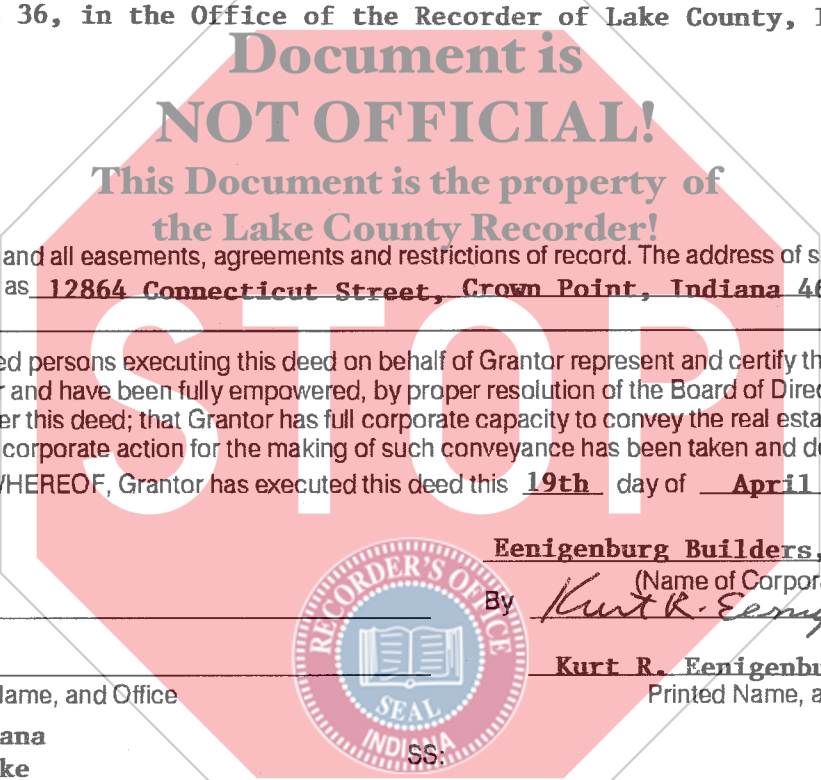 36, in the Office of the Recorder of Lake County, I
Document is
NOT OFFICIAL!
This Document is the property of
the Lake County Recorder!
and all easements, agreements and restrictions of record. The address of s
as 12864 Connecticut Street, Crown Point, Indiana 46
STOP
ed persons executing this deed on behalf of Grantor represent and certify th
r and have been fully empowered, by proper resolution of the Board of Direc
er this deed; that Grantor has full corporate capacity to convey the real esta
corporate action for the making of such conveyance has been taken and d
WHEREOF, Grantor has executed this deed this 19th day of April
Eenigenburg Builders,
(Name of Corpora
By Kurt R. Eenig
Kurt R. Eenigenbu
Name, and Office
Printed Name, a
RECORDER'S OFFICE
SEAL
INDIANA
ana
SS:
ke